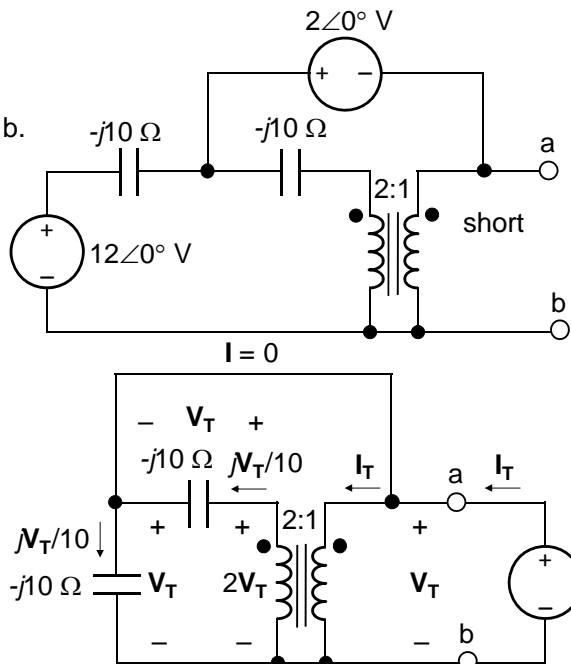 2∠0° V
+ −
b.
-j10 Ω -j10 Ω
a
2:1
+
12∠0° V
−
short
b
I = 0
− V_T +
-j10 Ω jV_T/10 I_T a I_T
jV_T/10 + + 2:1 +
-j10 Ω V_T 2V_T V_T +
−
− − − b